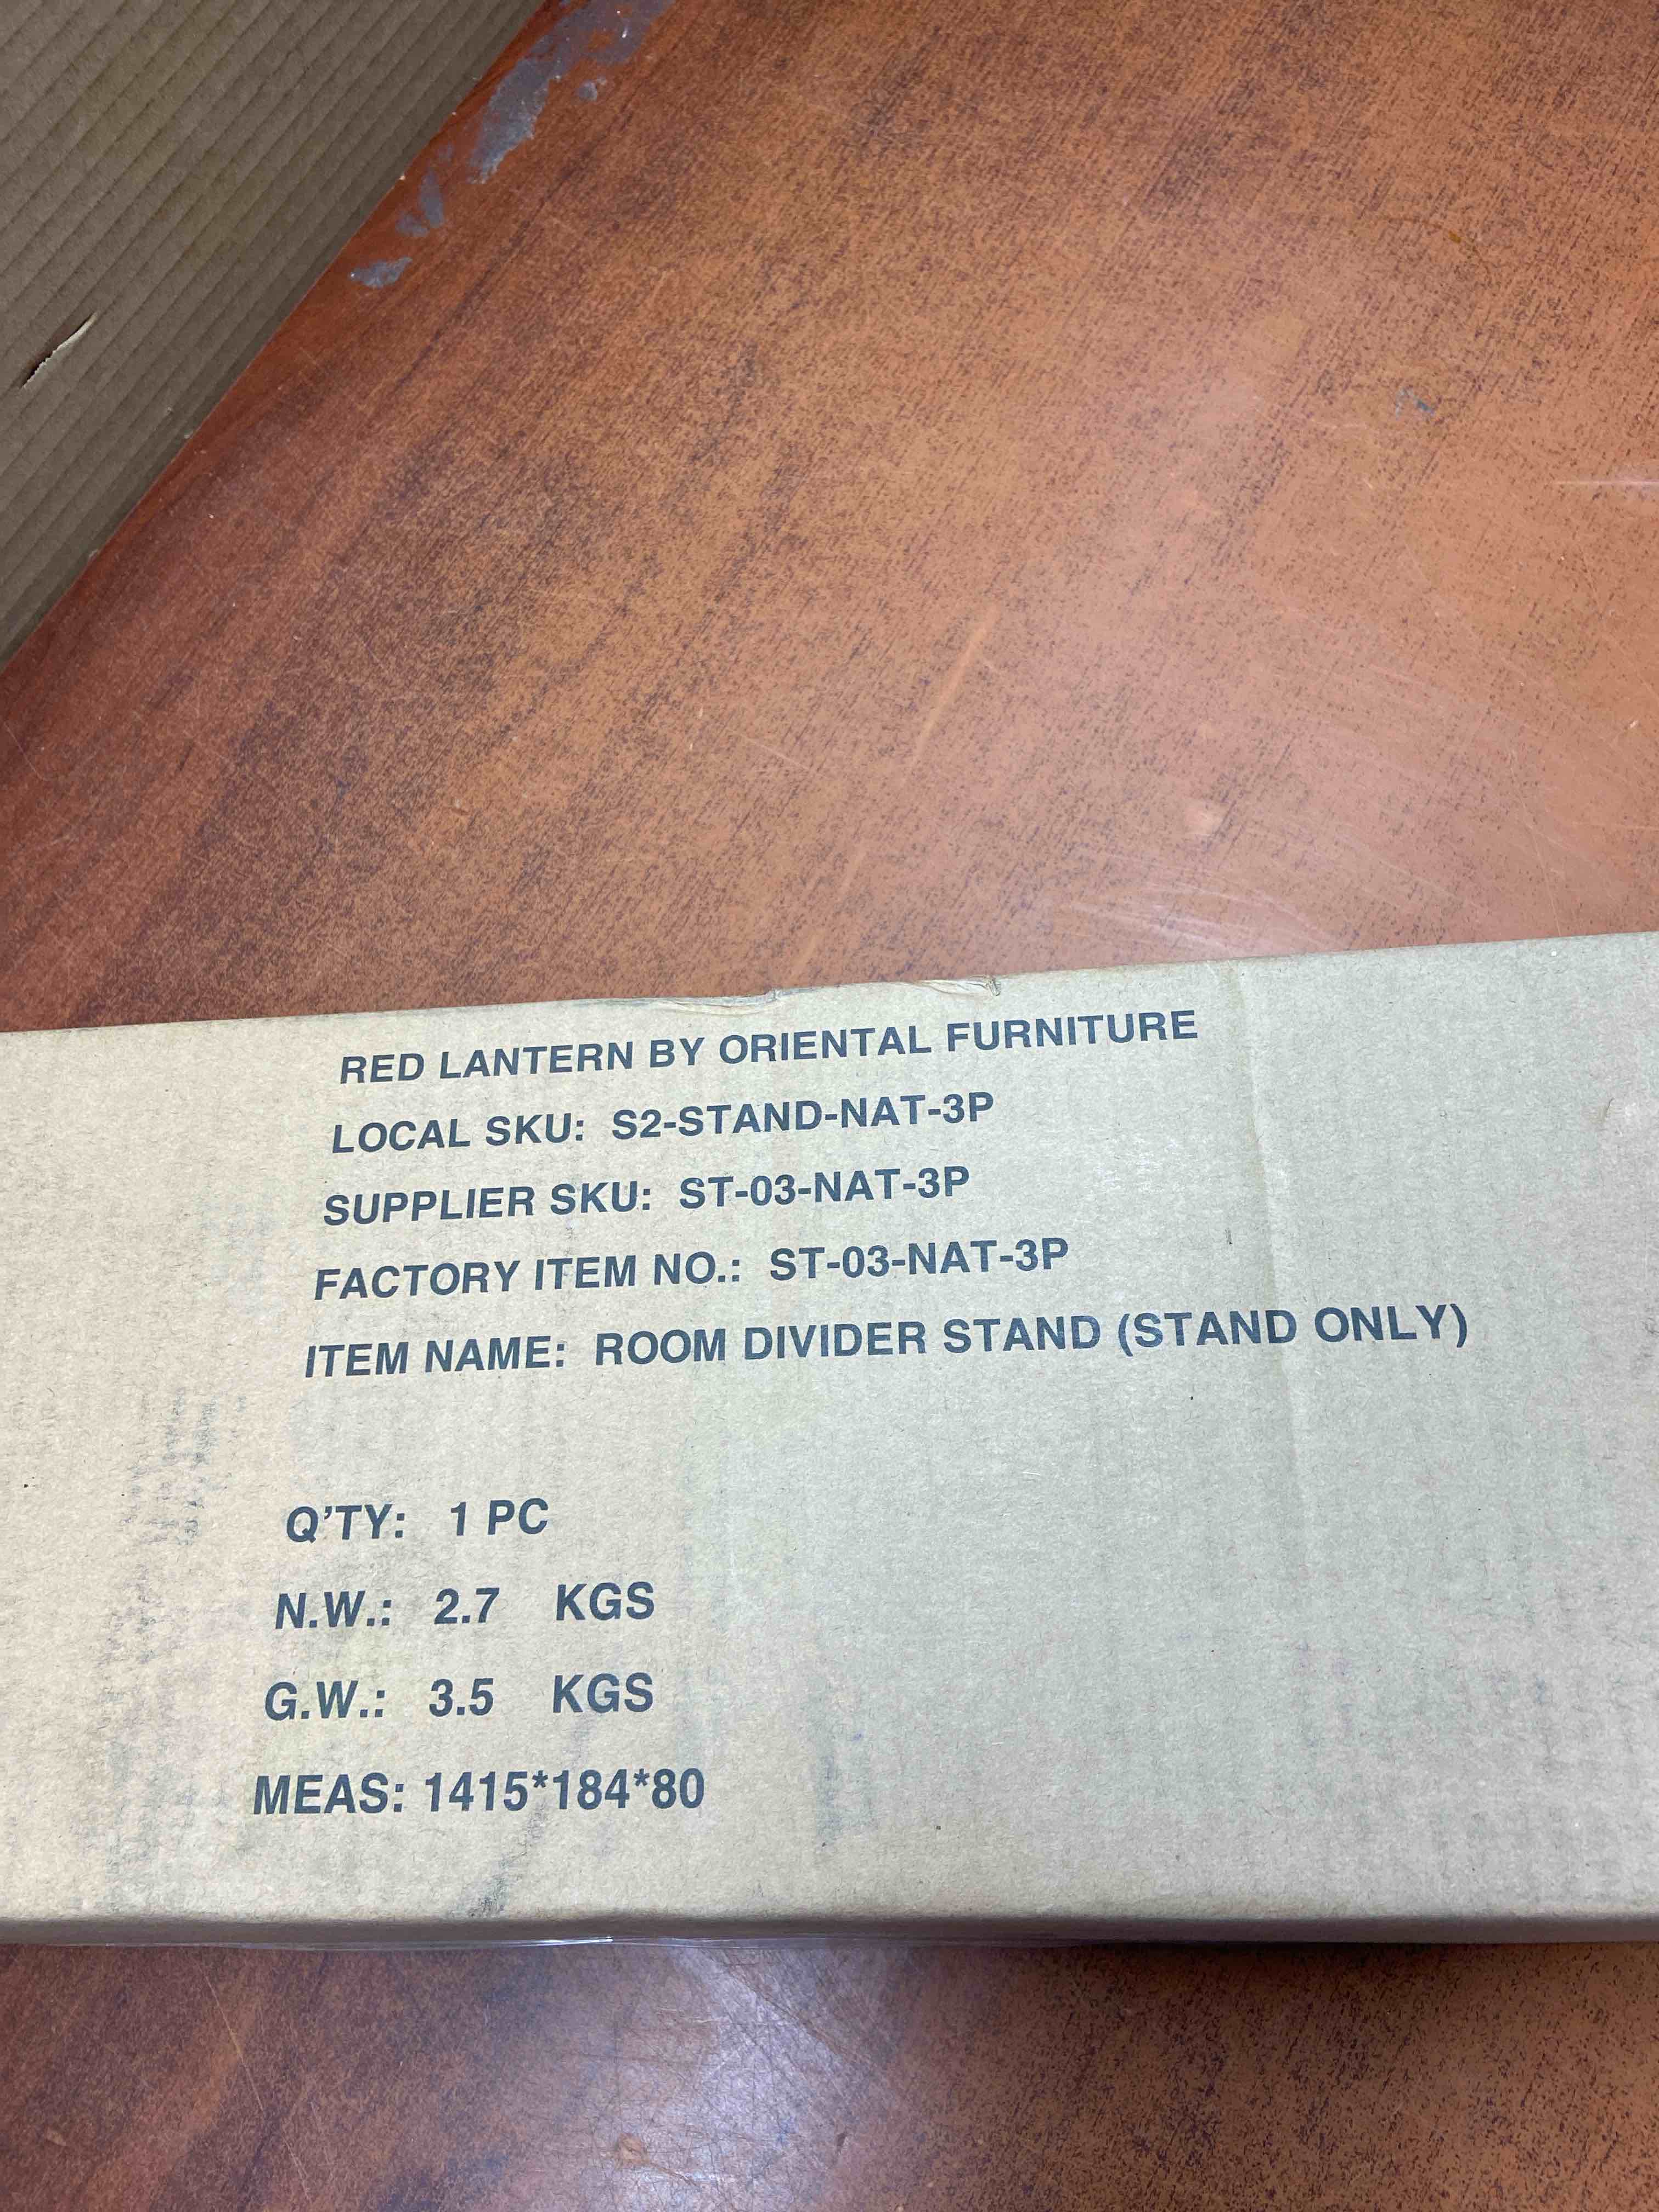 RED LANTERN BY ORIENTAL FURNITURE
LOCAL SKU: S2-STAND-NAT-3P
SUPPLIER SKU: ST-03-NAT-3P
FACTORY ITEM NO.: ST-03-NAT-3P
ITEM NAME: ROOM DIVIDER STAND (STAND ONLY)
Q'TY: 1 PC
N.W.: 2.7 KGS
G.W.: 3.5 KGS
MEAS: 1415*184*80